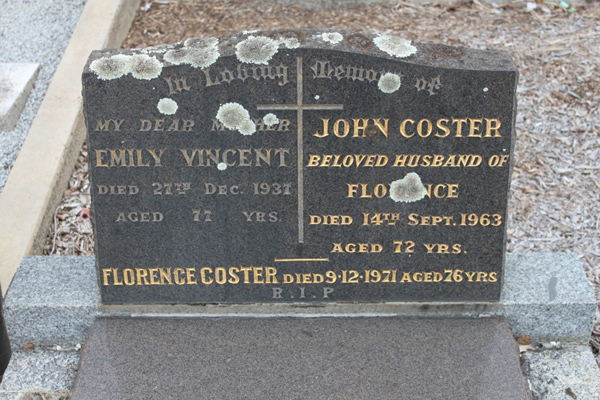 In Loving Memory of
MY DEAR MOTHER
EMILY VINCENT
DIED 27TH DEC. 1937
AGED 77 YRS.
JOHN COSTER
BELOVED HUSBAND OF
FLORENCE
DIED 14TH SEPT. 1963
AGED 72 YRS.
FLORENCE COSTER DIED 9·12·1971 AGED 76 YRS
R.I.P